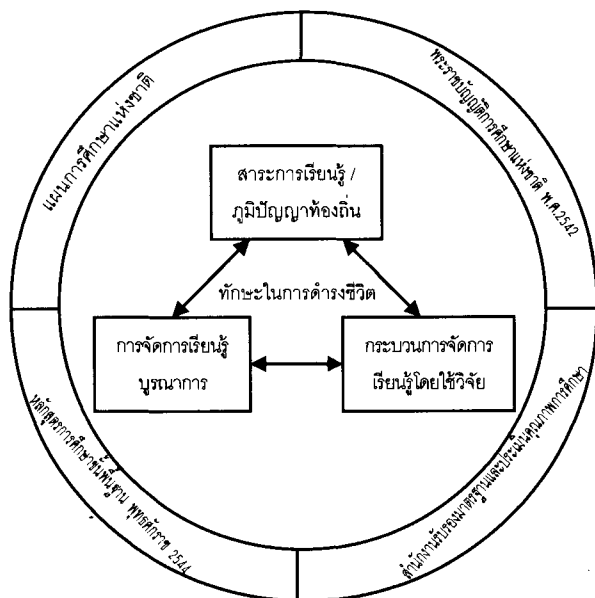 แผนการศึกษาแห่งชาติ
พระราชบัญญัติการศึกษาแห่งชาติ พ.ศ.2542
สาระการเรียนรู้ /
ภูมิปัญญาท้องถิ่น
ทักษะในการดำรงชีวิต
การจัดการเรียนรู้
บูรณาการ
กระบวนการจัดการ
เรียนรู้โดยใช้วิจัย
หลักสูตรการศึกษาขั้นพื้นฐาน พุทธศักราช 2544
สำนักงานรับรองมาตรฐานและประเมินคุณภาพการศึกษา